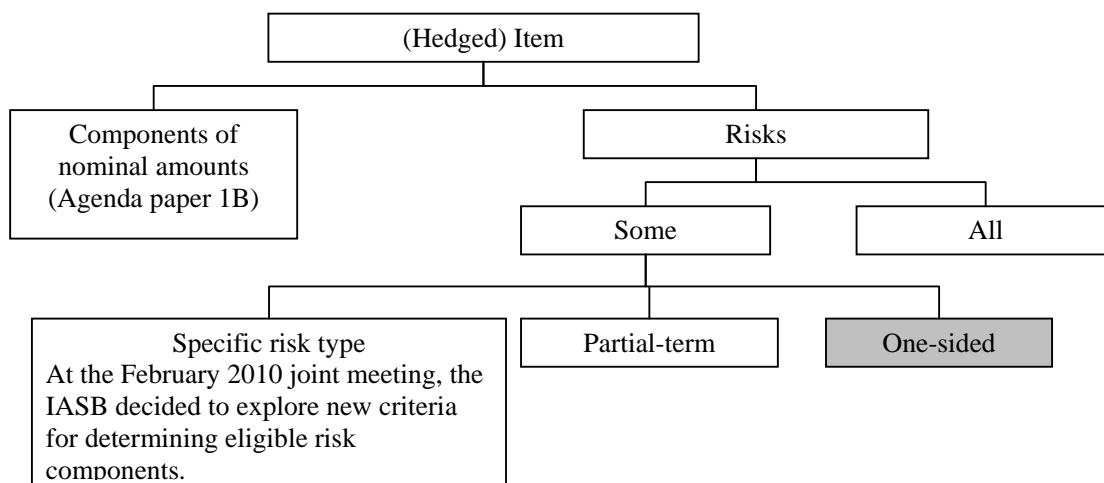 (Hedged) Item
Components of
nominal amounts
(Agenda paper 1B)
Risks
Some
All
Specific risk type
At the February 2010 joint meeting, the
IASB decided to explore new criteria
for determining eligible risk
components.
Partial-term
One-sided